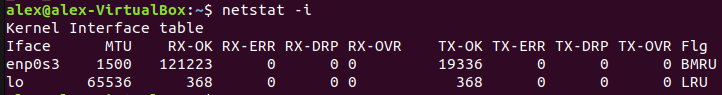 alex@alex-VirtualBox:~$ netstat -i
Kernel Interface table
Iface      MTU    RX-OK RX-ERR RX-DRP RX-OVR    TX-OK TX-ERR TX-DRP TX-OVR Flg
enp0s3    1500   121223      0      0 0         19336      0      0      0 BMRU
lo       65536      368      0      0 0           368      0      0      0 LRU